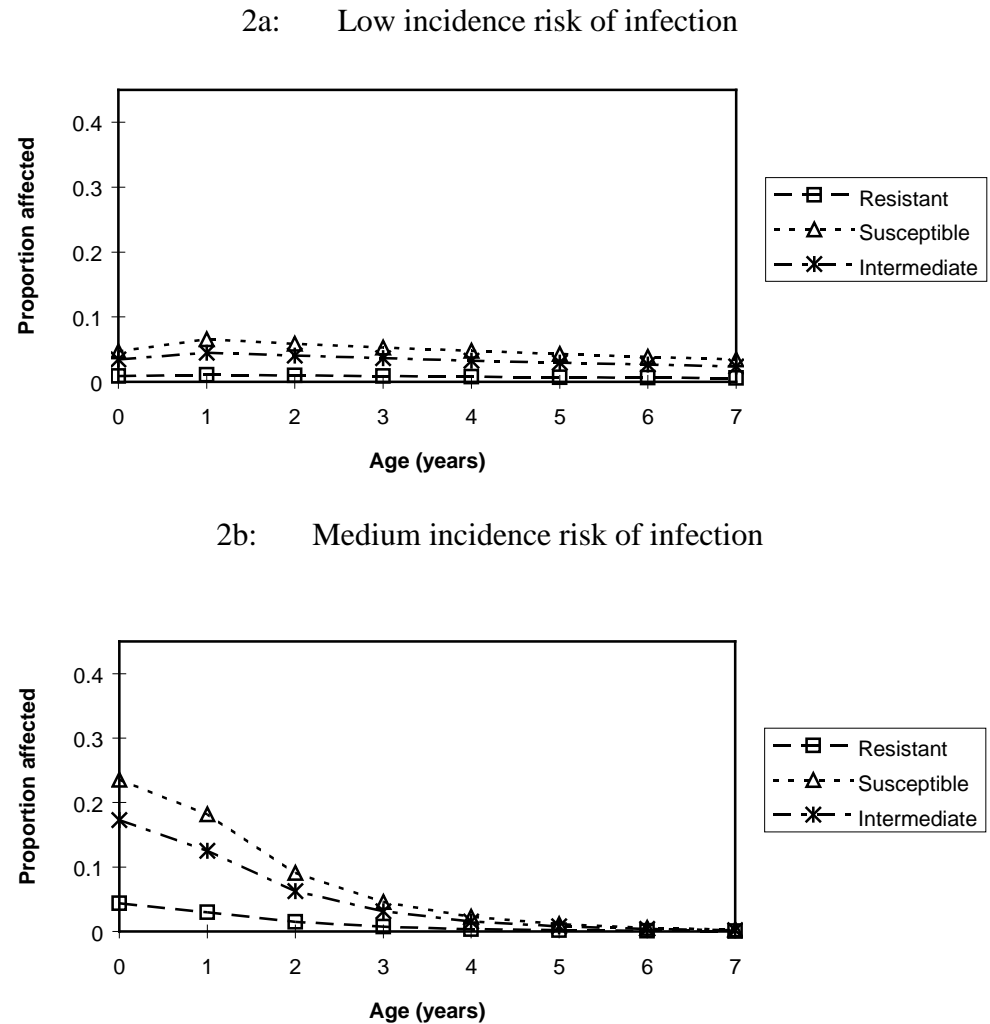 2a: Low incidence risk of infection
Proportion affected
0.4
0.3
0.2
0.1
0
0 1 2 3 4 5 6 7
Age (years)
Resistant
Susceptible
Intermediate
2b: Medium incidence risk of infection
Proportion affected
0.4
0.3
0.2
0.1
0
0 1 2 3 4 5 6 7
Age (years)
Resistant
Susceptible
Intermediate